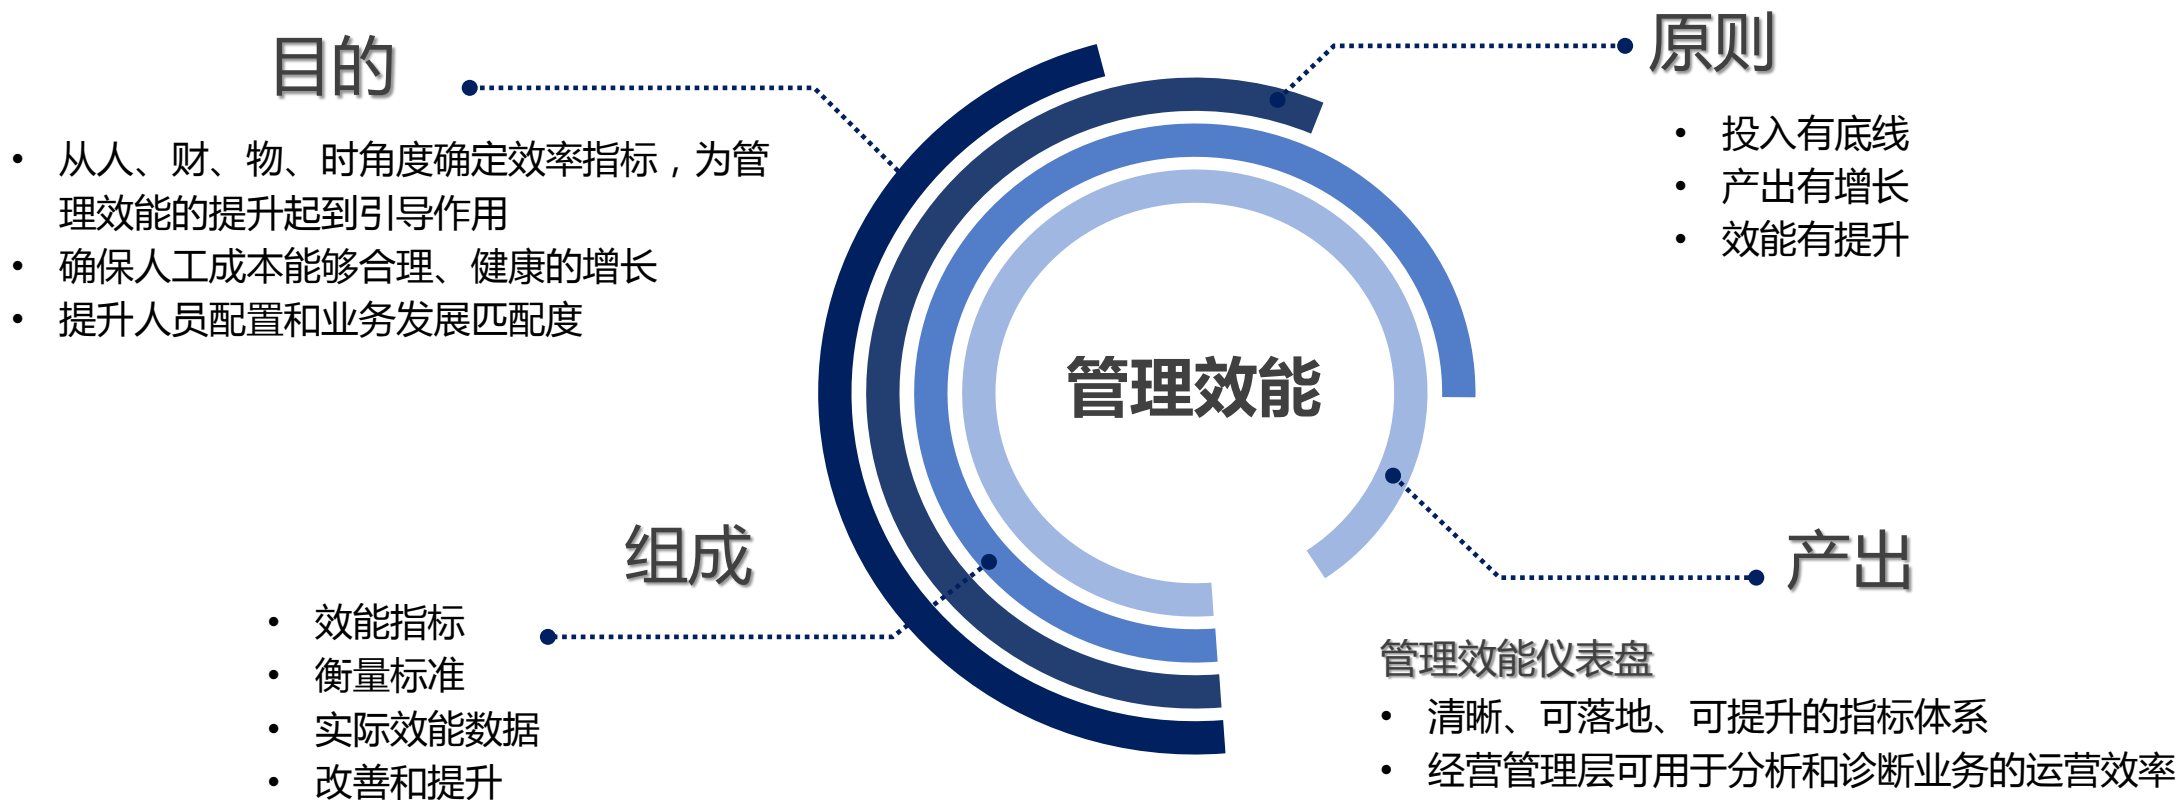 目的
• 从人、财、物、时角度确定效率指标，为管
理效能的提升起到引导作用
• 确保人工成本能够合理、健康的增长
• 提升人员配置和业务发展匹配度
原则
• 投入有底线
• 产出有增长
• 效能有提升
管理效能
组成
• 效能指标
• 衡量标准
• 实际效能数据
• 改善和提升
产出
管理效能仪表盘
• 清晰、可落地、可提升的指标体系
• 经营管理层可用于分析和诊断业务的运营效率